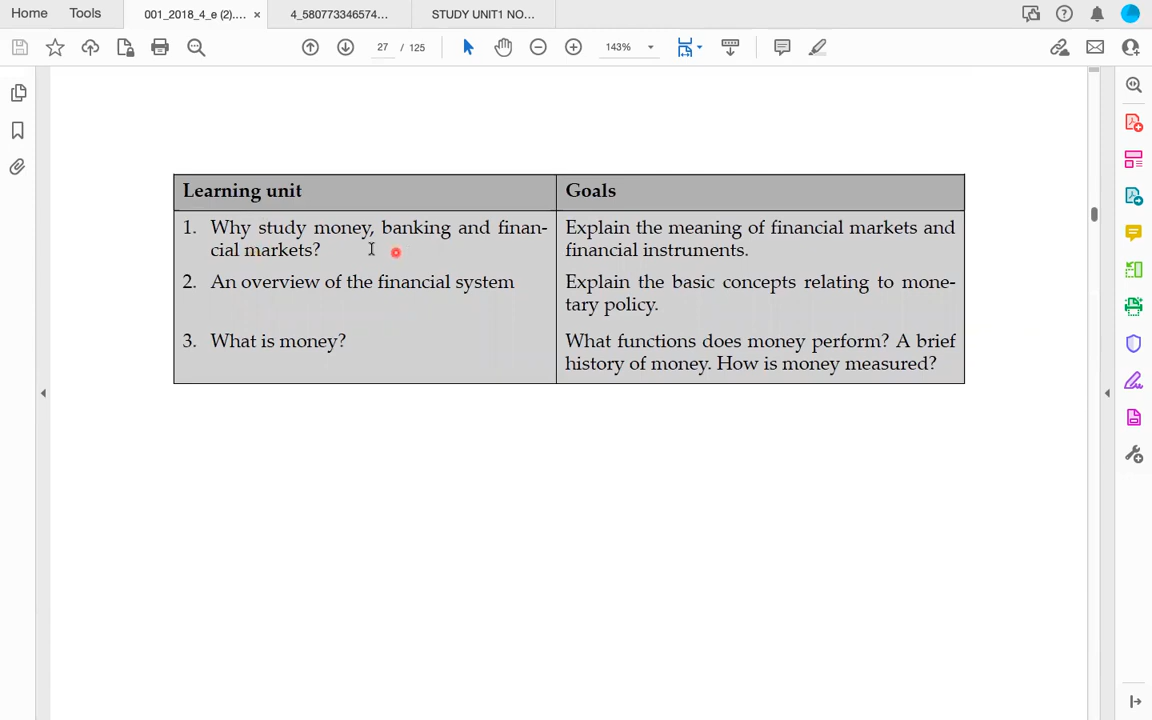 Home Tools 001_2018_4_e (2).... × 4_580773346574... STUDY UNIT1 NO...
27 / 125 143%
Learning unit Goals
1. Why study money, banking and finan- Explain the meaning of financial markets and
cial markets? financial instruments.
2. An overview of the financial system Explain the basic concepts relating to mone-
tary policy.
3. What is money? What functions does money perform? A brief
history of money. How is money measured?